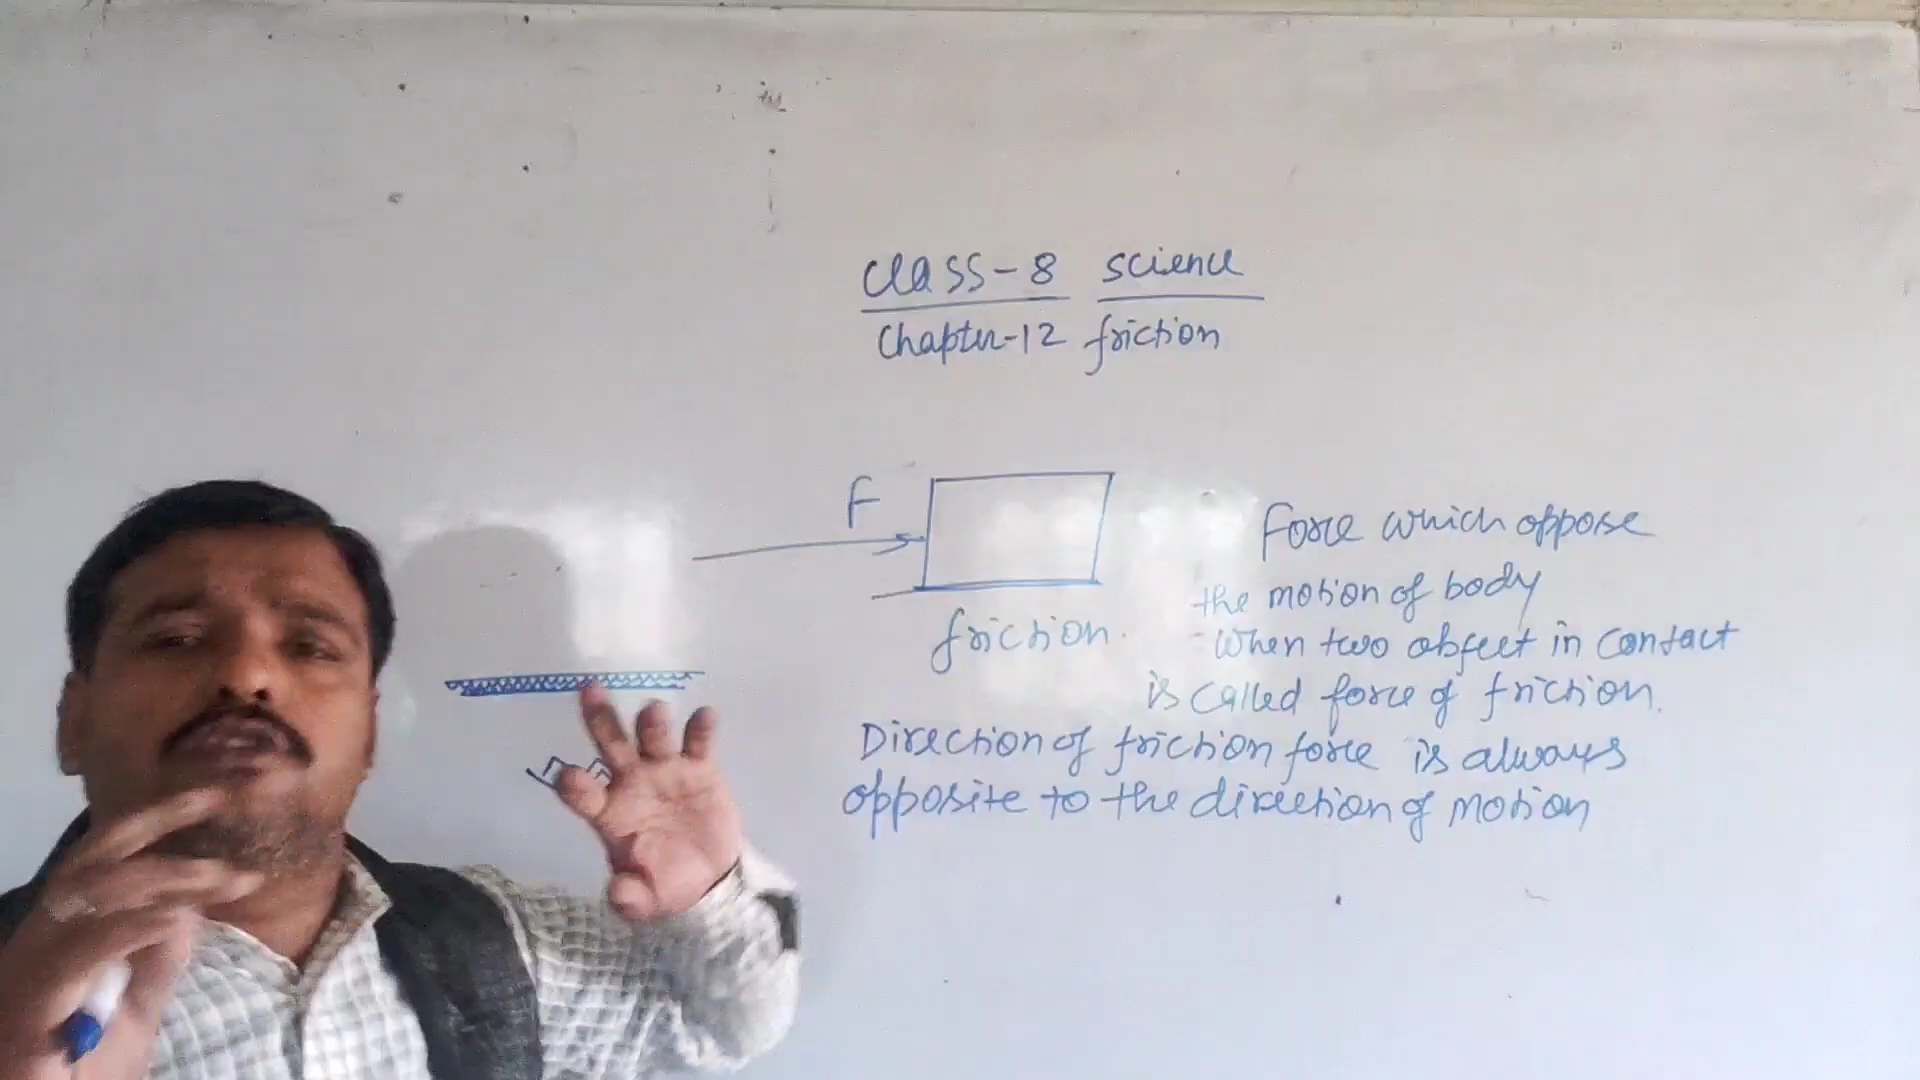 Class-8 science
Chapter-12 friction
F
Force which oppose
the motion of body
friction.
- When two object in contact
is called force of friction.
Direction of friction force is always
opposite to the direction of motion